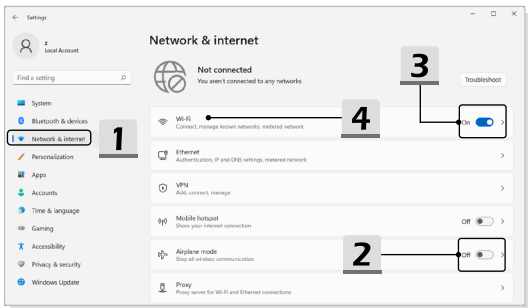 Settings
z
Local Account
Find a setting
System
Bluetooth & devices
Network & internet
Personalization
Apps
Accounts
Time & language
Gaming
Accessibility
Privacy & security
Windows Update
1
Network & internet
Not connected
You aren't connected to any networks
Troubleshoot
3
Wi-Fi
Connect, manage known networks, metered network
4
On
Ethernet
Authentication, IP and DNS settings, metered network
VPN
Add, connect, manage
Mobile hotspot
Share your internet connection
Off
Airplane mode
Stop all wireless communication
2
Off
Proxy
Proxy server for Wi-Fi and Ethernet connections